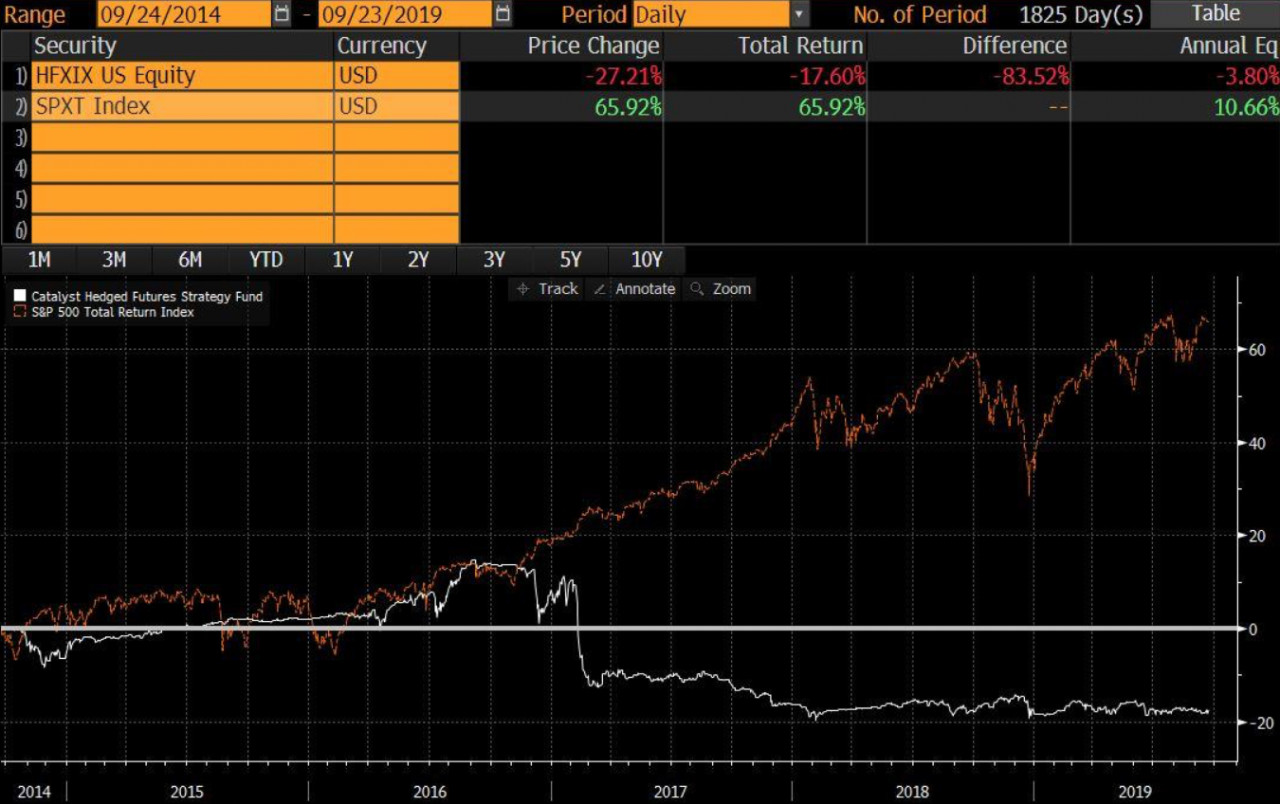 Range 09/24/2014 - 09/23/2019 Period Daily No. of Period 1825 Day(s) Table
Security Currency Price Change Total Return Difference Annual Eq
1) HFXIX US Equity USD -27.21% -17.60% -83.52% -3.80%
2) SPXT Index USD 65.92% 65.92% -- 10.66%
3)
4)
5)
6)
1M 3M 6M YTD 1Y 2Y 3Y 5Y 10Y
Track Annotate Zoom
Catalyst Hedged Futures Strategy Fund
S&P 500 Total Return Index
60
40
20
0
-20
2014 2015 2016 2017 2018 2019